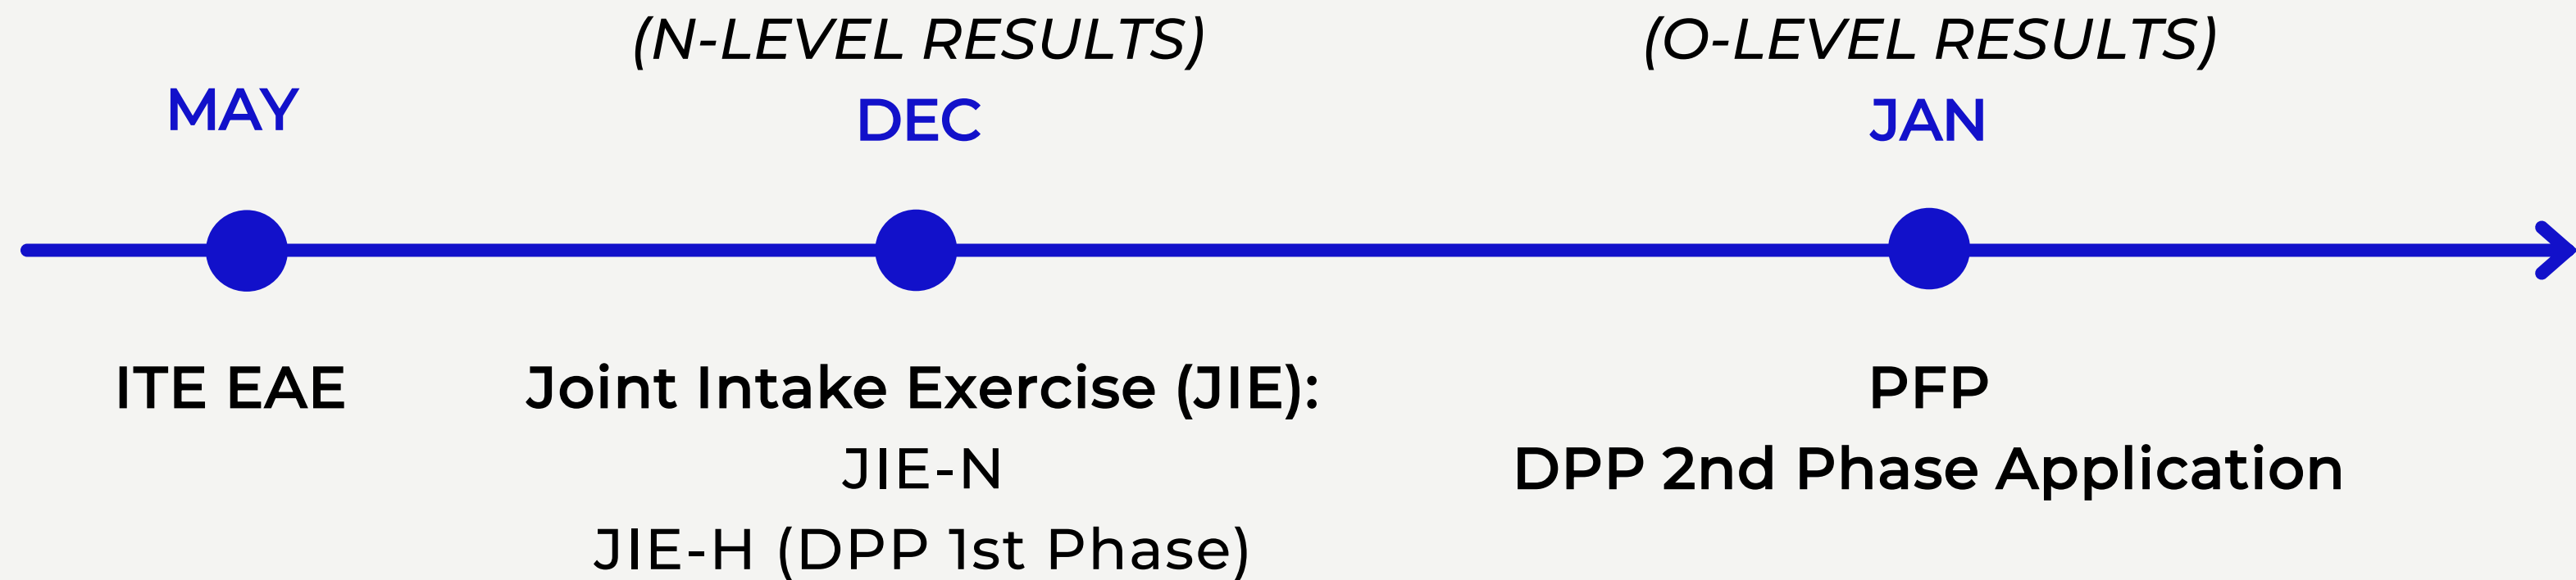 MAY
ITE EAE
(N-LEVEL RESULTS)
DEC
Joint Intake Exercise (JIE):
JIE-N
JIE-H (DPP 1st Phase)
(O-LEVEL RESULTS)
JAN
PFP
DPP 2nd Phase Application